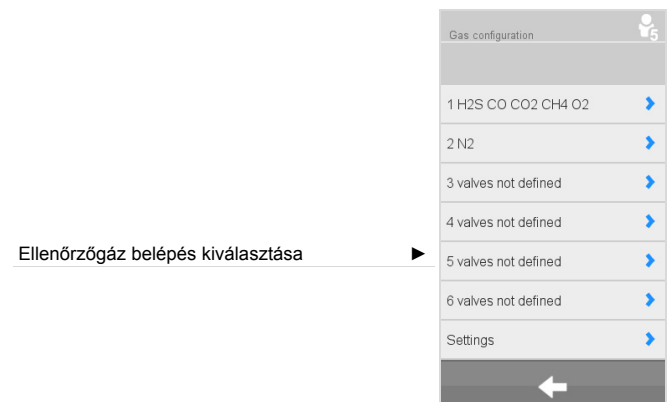 Gas configuration
5
1 H2S CO CO2 CH4 O2
2 N2
3 valves not defined
4 valves not defined
Ellenőrzőgáz belépés kiválasztása ►
5 valves not defined
6 valves not defined
Settings